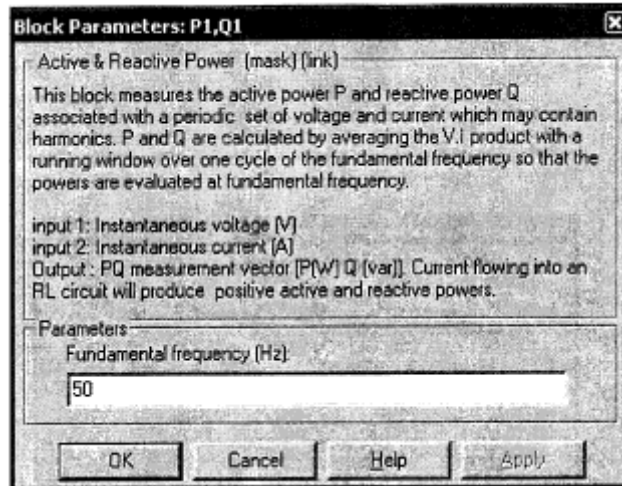 Block Parameters: P1,Q1
Active & Reactive Power (mask) (link)
This block measures the active power P and reactive power Q
associated with a periodic set of voltage and current which may contain
harmonics. P and Q are calculated by averaging the V.I product with a
running window over one cycle of the fundamental frequency so that the
powers are evaluated at fundamental frequency.
input 1: Instantaneous voltage (V)
input 2: Instantaneous current (A)
Output : PQ measurement vector [P(W) Q (var)]. Current flowing into an
RL circuit will produce positive active and reactive powers.
Parameters
Fundamental frequency (Hz):
50
OK
Cancel
Help
Apply